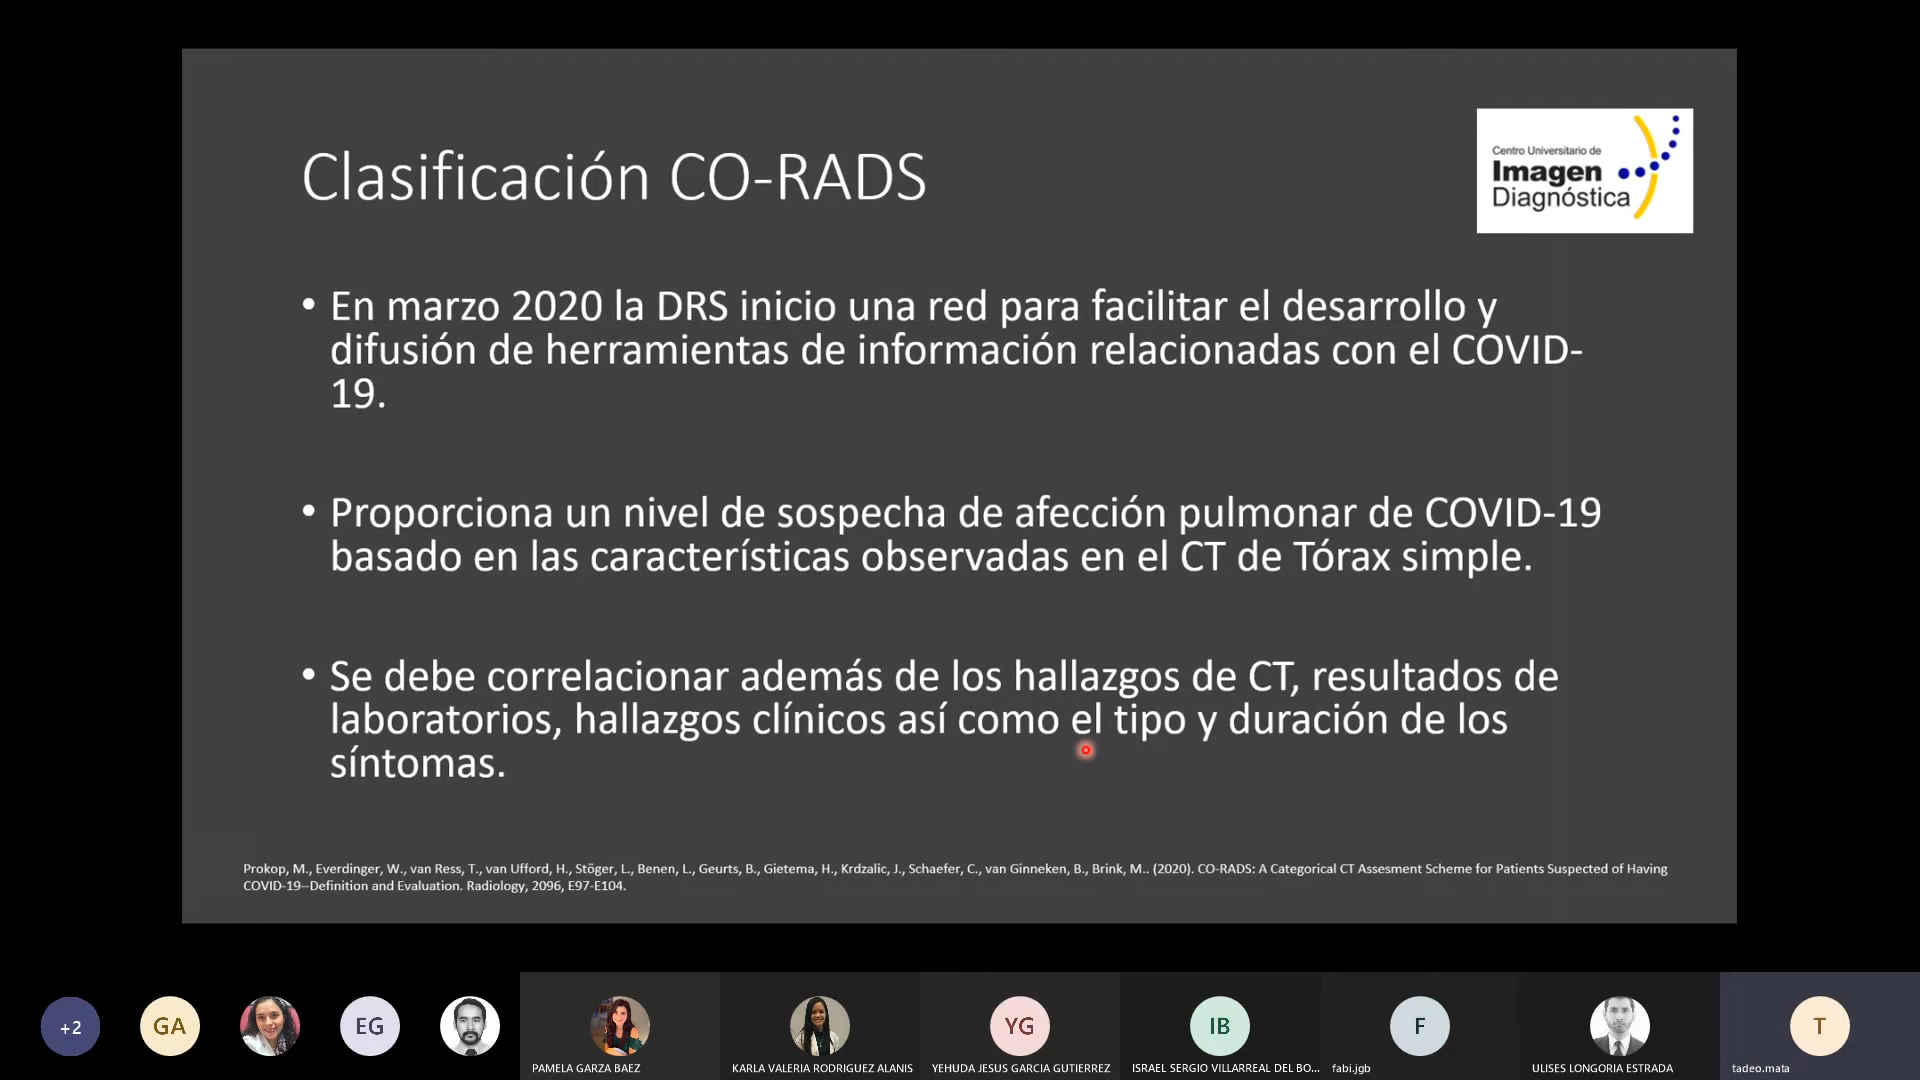 Clasificación CO-RADS
Centro Universitario de
Imagen
Diagnóstica
• En marzo 2020 la DRS inicio una red para facilitar el desarrollo y
difusión de herramientas de información relacionadas con el COVID-
19.
• Proporciona un nivel de sospecha de afección pulmonar de COVID-19
basado en las características observadas en el CT de Tórax simple.
• Se debe correlacionar además de los hallazgos de CT, resultados de
laboratorios, hallazgos clínicos así como el tipo y duración de los
síntomas.
Prokop, M., Everdinger, W., van Ress, T., van Ufford, H., Stöger, L., Benen, L., Geurts, B., Gietema, H., Krdzalic, J., Schaefer, C., van Ginneken, B., Brink, M.. (2020). CO-RADS: A Categorical CT Assesment Scheme for Patients Suspected of Having
COVID-19--Definition and Evaluation. Radiology, 2096, E97-E104.
+2
GA
EG
YG
IB
F
T
PAMELA GARZA BAEZ
KARLA VALERIA RODRIGUEZ ALANIS
YEHUDA JESUS GARCIA GUTIERREZ
ISRAEL SERGIO VILLARREAL DEL BO...
fabi.jgb
ULISES LONGORIA ESTRADA
tadeo.mata